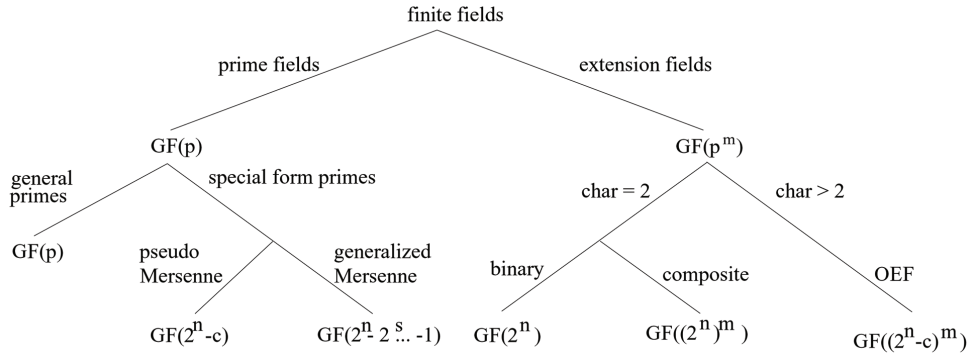 finite fields
prime fields
extension fields
GF(p)
GF(p^m)
general
primes
special form primes
char = 2
char > 2
GF(p)
pseudo
Mersenne
generalized
Mersenne
binary
composite
OEF
GF(2^n-c)
GF(2^n- 2^s... -1)
GF(2^n)
GF((2^n)^m)
GF((2^n-c)^m)